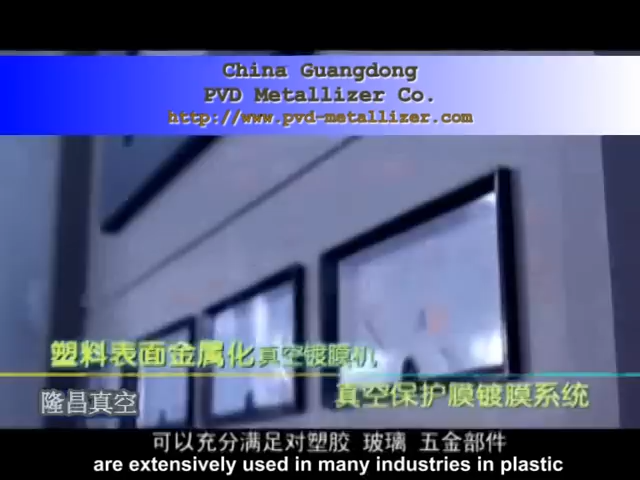 China Guangdong
PVD Metallizer Co.
http://www.pvd-metallizer.com
塑料表面金属化真空镀膜机
真空保护膜镀膜系统
隆昌真空
可以充分满足对塑胶 玻璃 五金部件
are extensively used in many industries in plastic